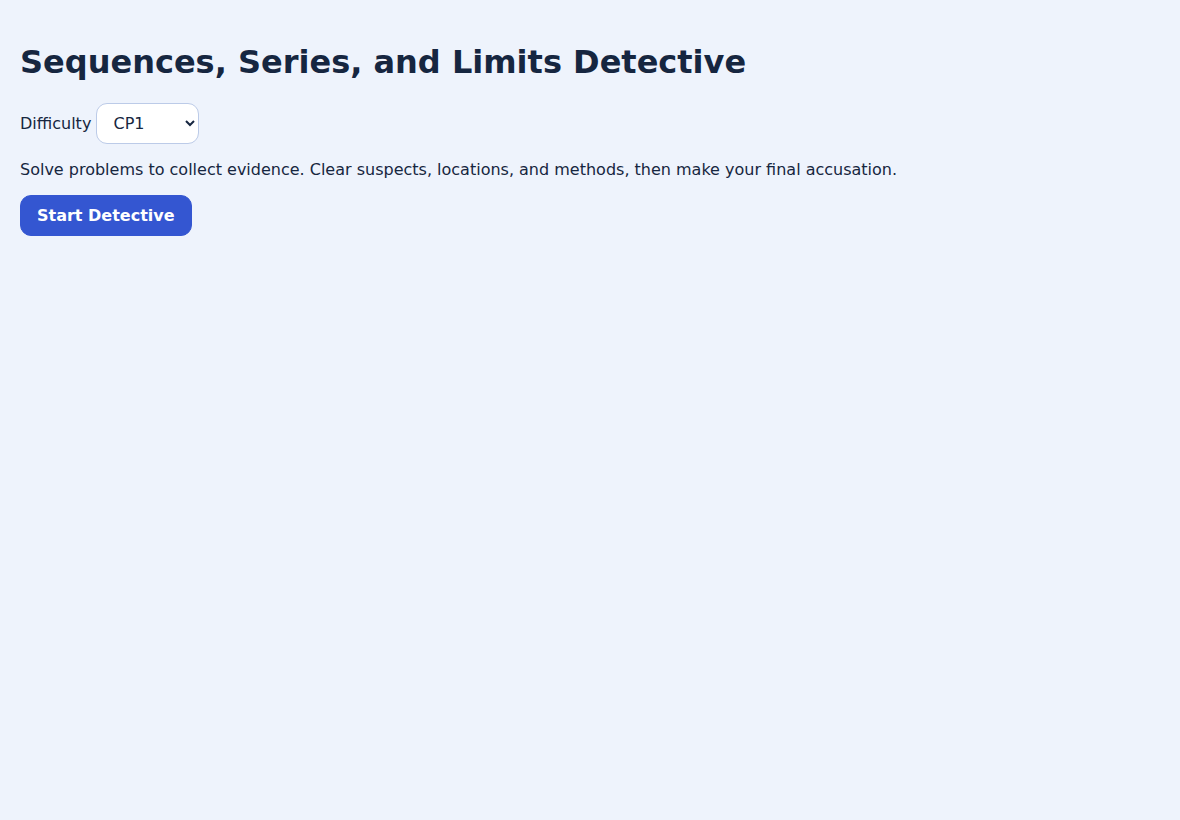 Sequences, Series, and Limits Detective
Difficulty CP1
Solve problems to collect evidence. Clear suspects, locations, and methods, then make your final accusation.
Start Detective